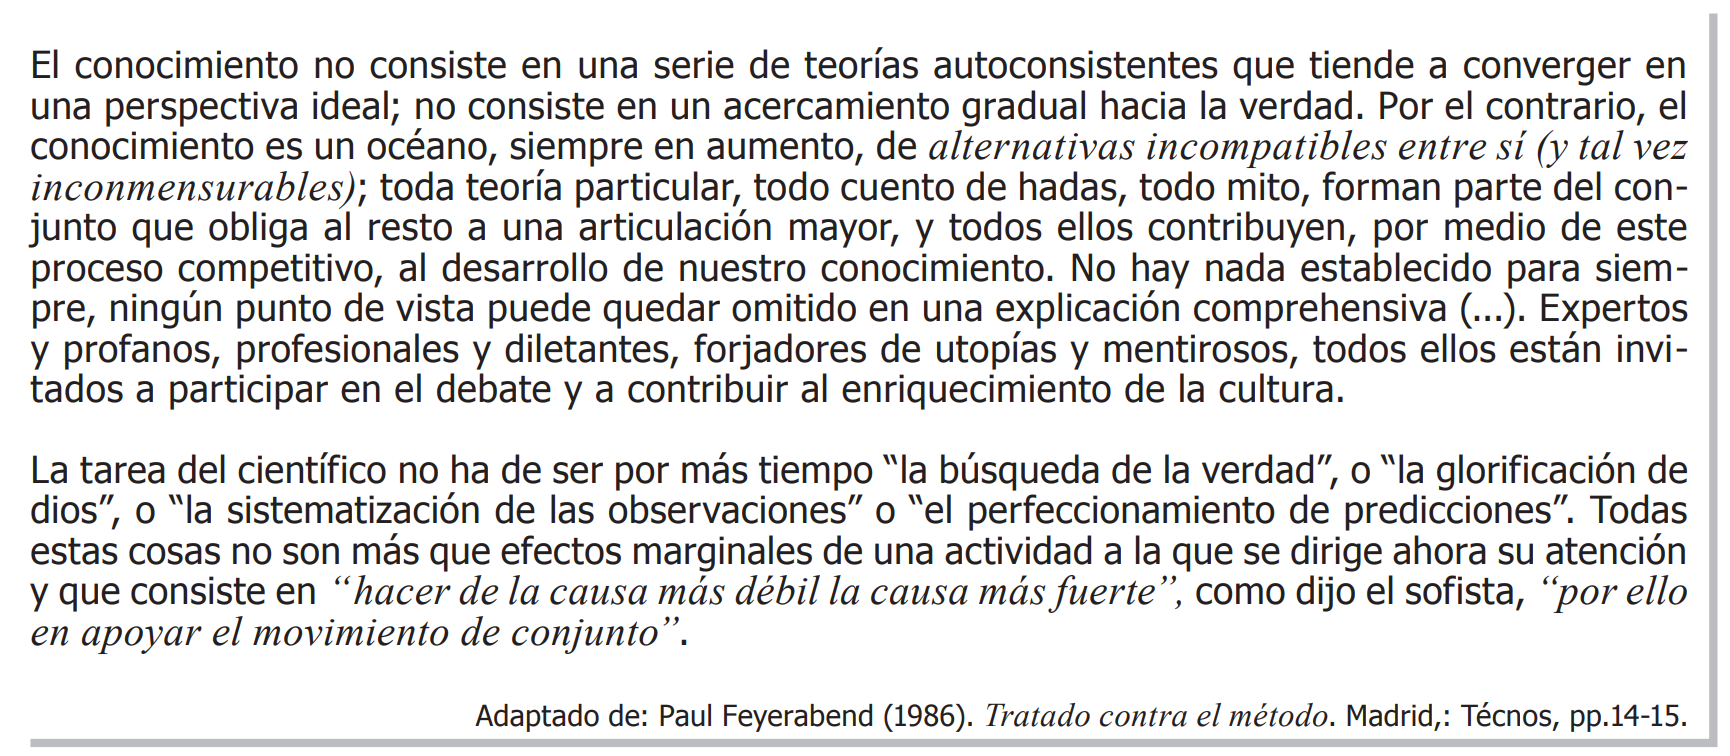 El conocimiento no consiste en una serie de teorías autoconsistentes que tiende a converger en
una perspectiva ideal; no consiste en un acercamiento gradual hacia la verdad. Por el contrario, el
conocimiento es un océano, siempre en aumento, de alternativas incompatibles entre sí (y tal vez
inconmensurables); toda teoría particular, todo cuento de hadas, todo mito, forman parte del con-
junto que obliga al resto a una articulación mayor, y todos ellos contribuyen, por medio de este
proceso competitivo, al desarrollo de nuestro conocimiento. No hay nada establecido para siem-
pre, ningún punto de vista puede quedar omitido en una explicación comprehensiva (...). Expertos
y profanos, profesionales y diletantes, forjadores de utopías y mentirosos, todos ellos están invi-
tados a participar en el debate y a contribuir al enriquecimiento de la cultura.
La tarea del científico no ha de ser por más tiempo “la búsqueda de la verdad”, o “la glorificación de
dios”, o “la sistematización de las observaciones” o “el perfeccionamiento de predicciones”. Todas
estas cosas no son más que efectos marginales de una actividad a la que se dirige ahora su atención
y que consiste en “hacer de la causa más débil la causa más fuerte”, como dijo el sofista, “por ello
en apoyar el movimiento de conjunto”.
Adaptado de: Paul Feyerabend (1986). Tratado contra el método. Madrid,: Técnos, pp.14-15.